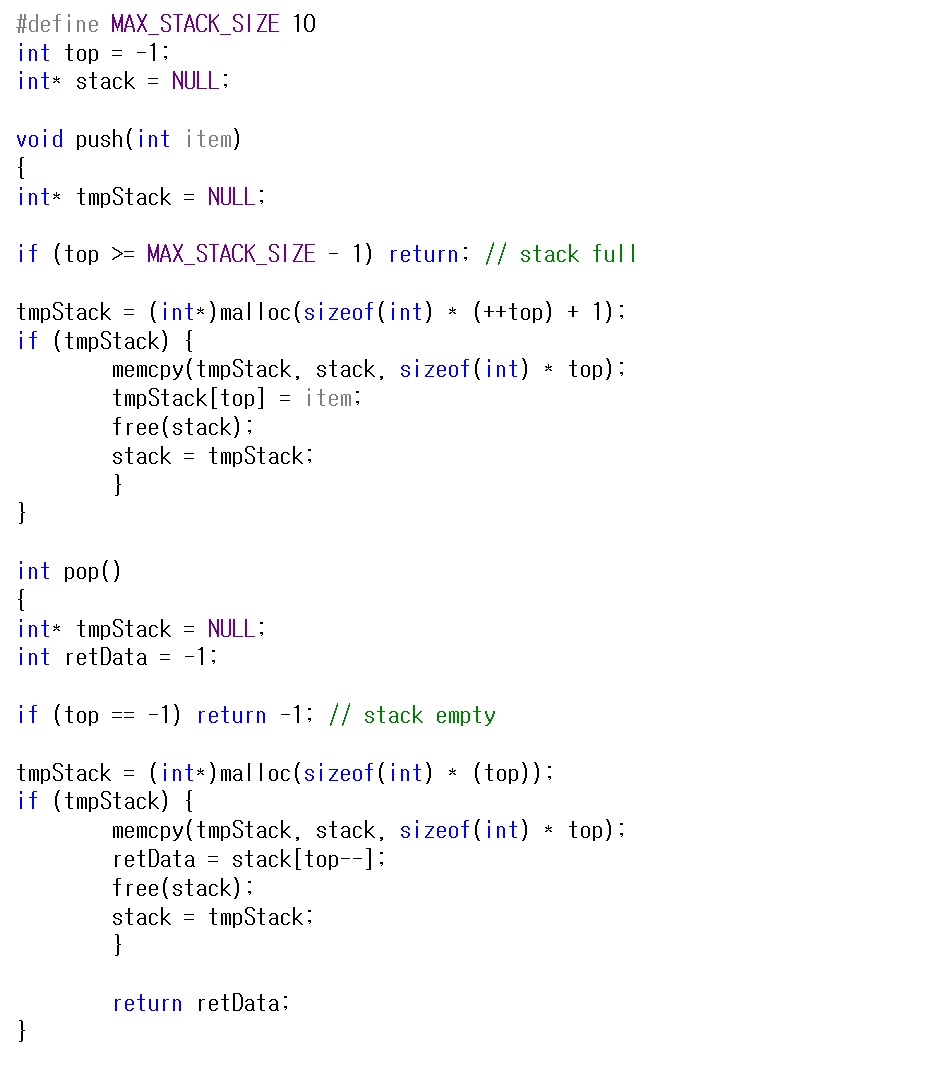 #define MAX_STACK_SIZE 10
int top = -1;
int* stack = NULL;
void push(int item)
{
int* tmpStack = NULL;
if (top >= MAX_STACK_SIZE - 1) return; // stack full
tmpStack = (int*)malloc(sizeof(int) * (++top) + 1);
if (tmpStack) {
memcpy(tmpStack, stack, sizeof(int) * top);
tmpStack[top] = item;
free(stack);
stack = tmpStack;
}
}
int pop()
{
int* tmpStack = NULL;
int retData = -1;
if (top == -1) return -1; // stack empty
tmpStack = (int*)malloc(sizeof(int) * (top));
if (tmpStack) {
memcpy(tmpStack, stack, sizeof(int) * top);
retData = stack[top--];
free(stack);
stack = tmpStack;
}
return retData;
}